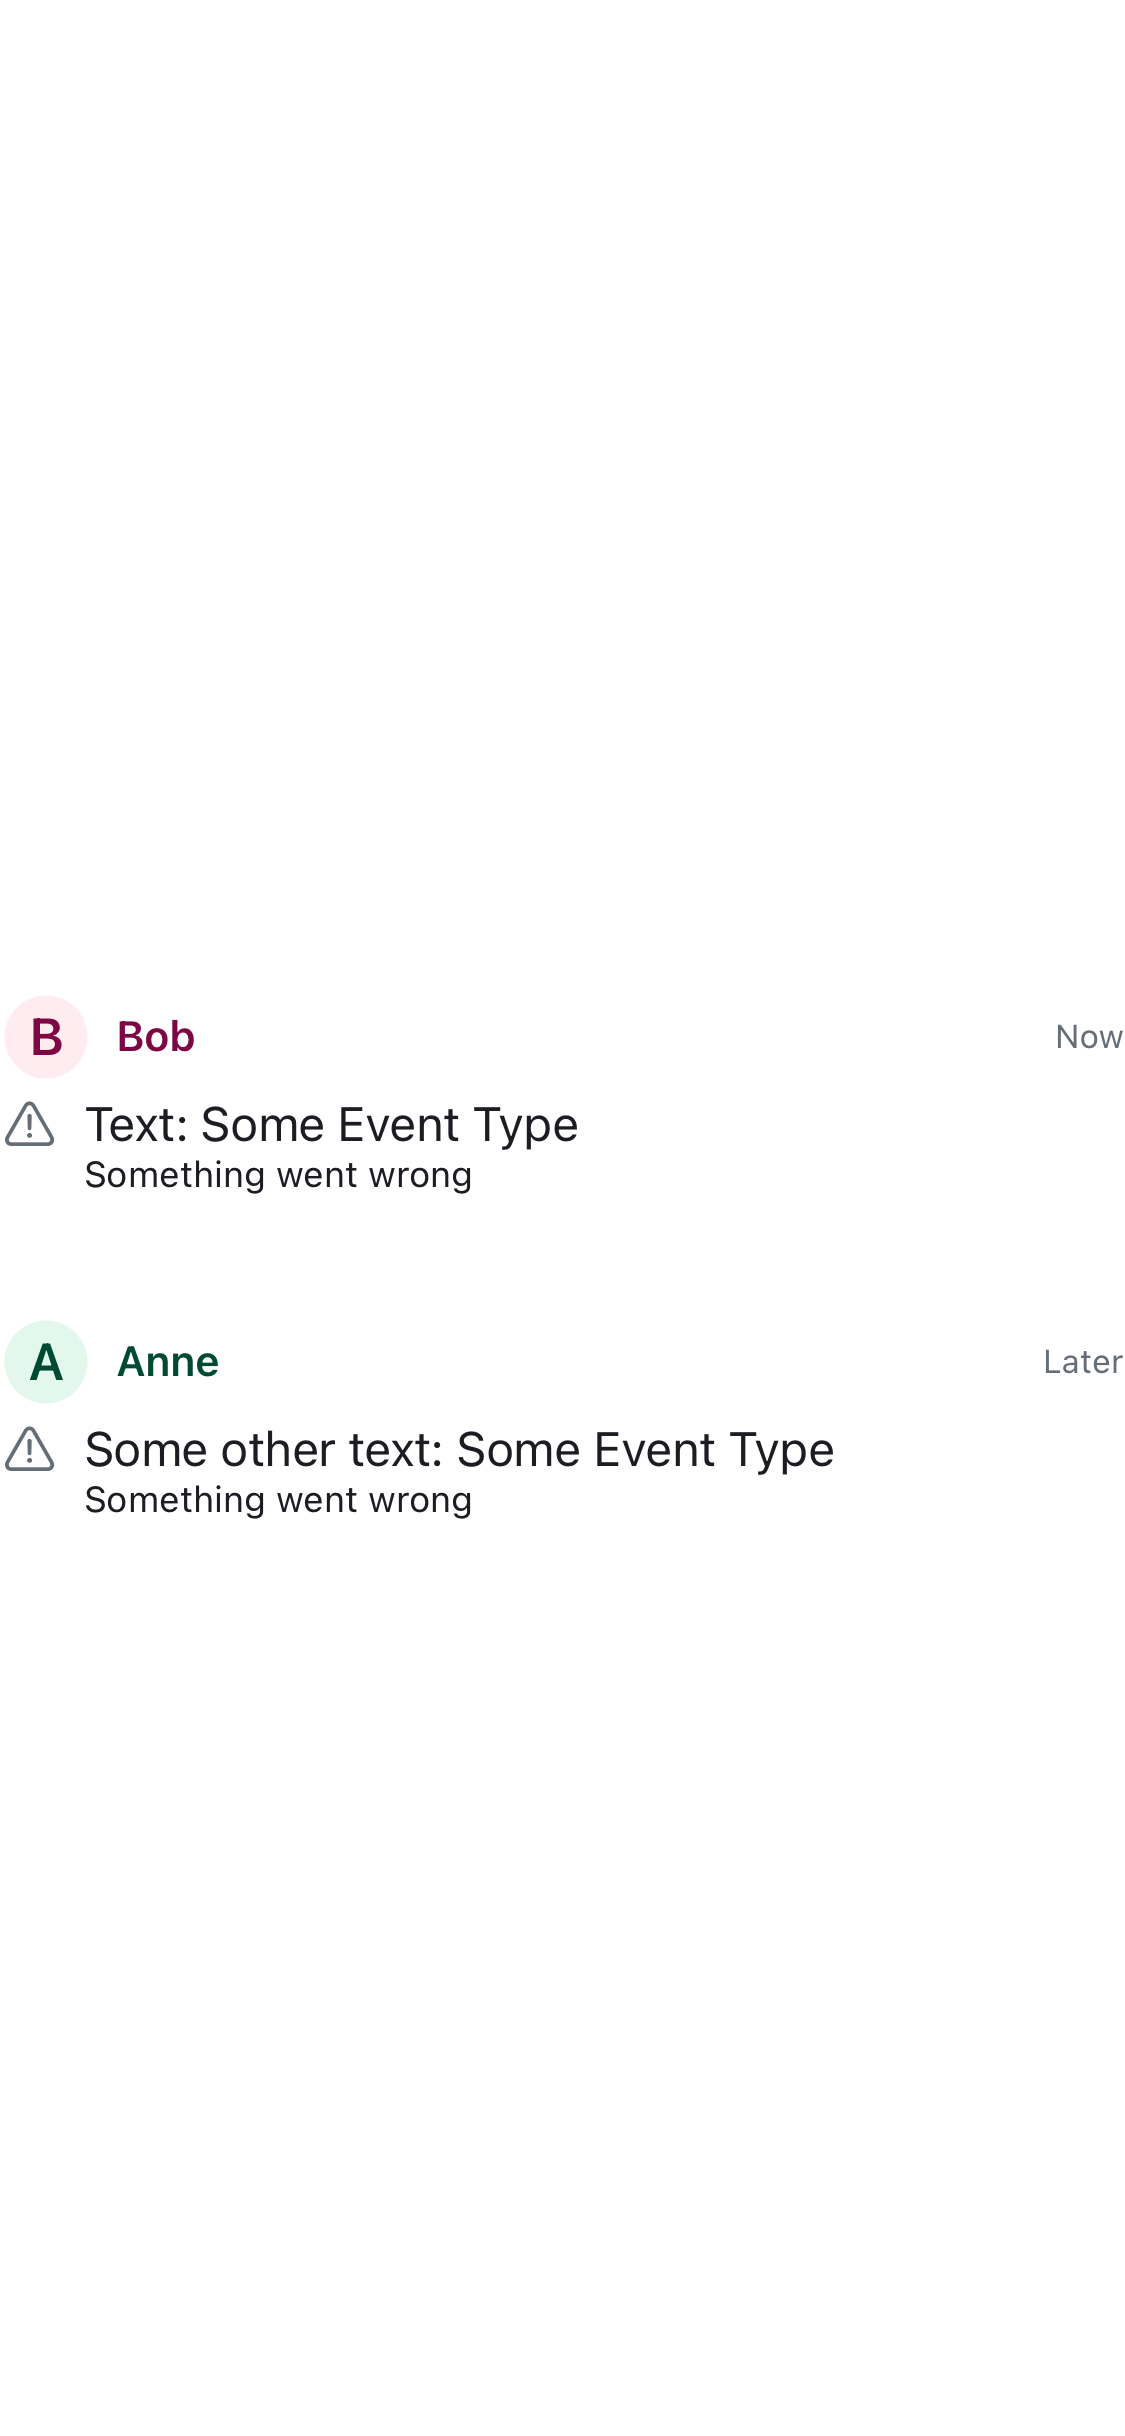 B Bob Now
Text: Some Event Type
Something went wrong
A Anne Later
Some other text: Some Event Type
Something went wrong